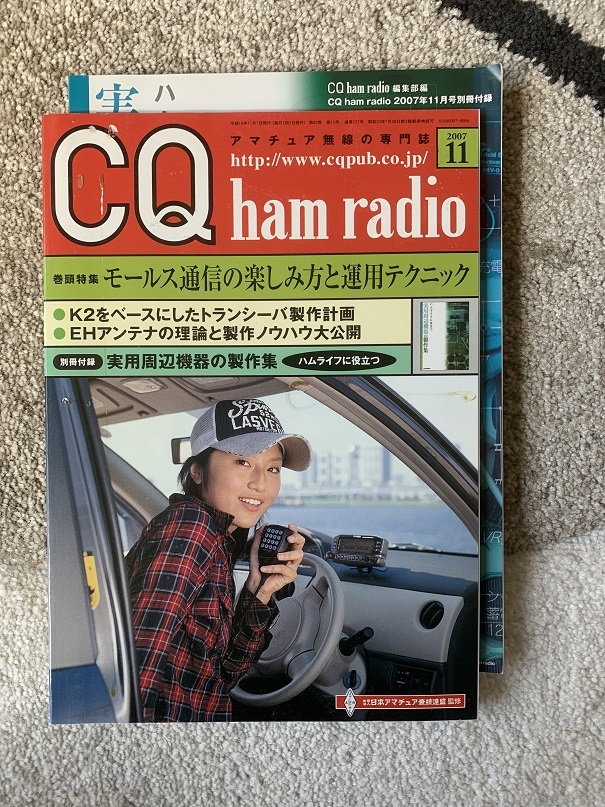 CQ ham radio 編集部編
CQ ham radio 2007年11月号別冊付録
実
ハ
アマチュア無線の専門誌
2007
11
http://www.cqpub.co.jp/
CQ
ham radio
巻頭特集 モールス通信の楽しみ方と運用テクニック
●K2をベースにしたトランシーバ製作計画
●EHアンテナの理論と製作ノウハウ大公開
別冊付録 実用周辺機器の製作集 ハムライフに役立つ
LASVE
日本アマチュア無線連盟 監修
充電
radio